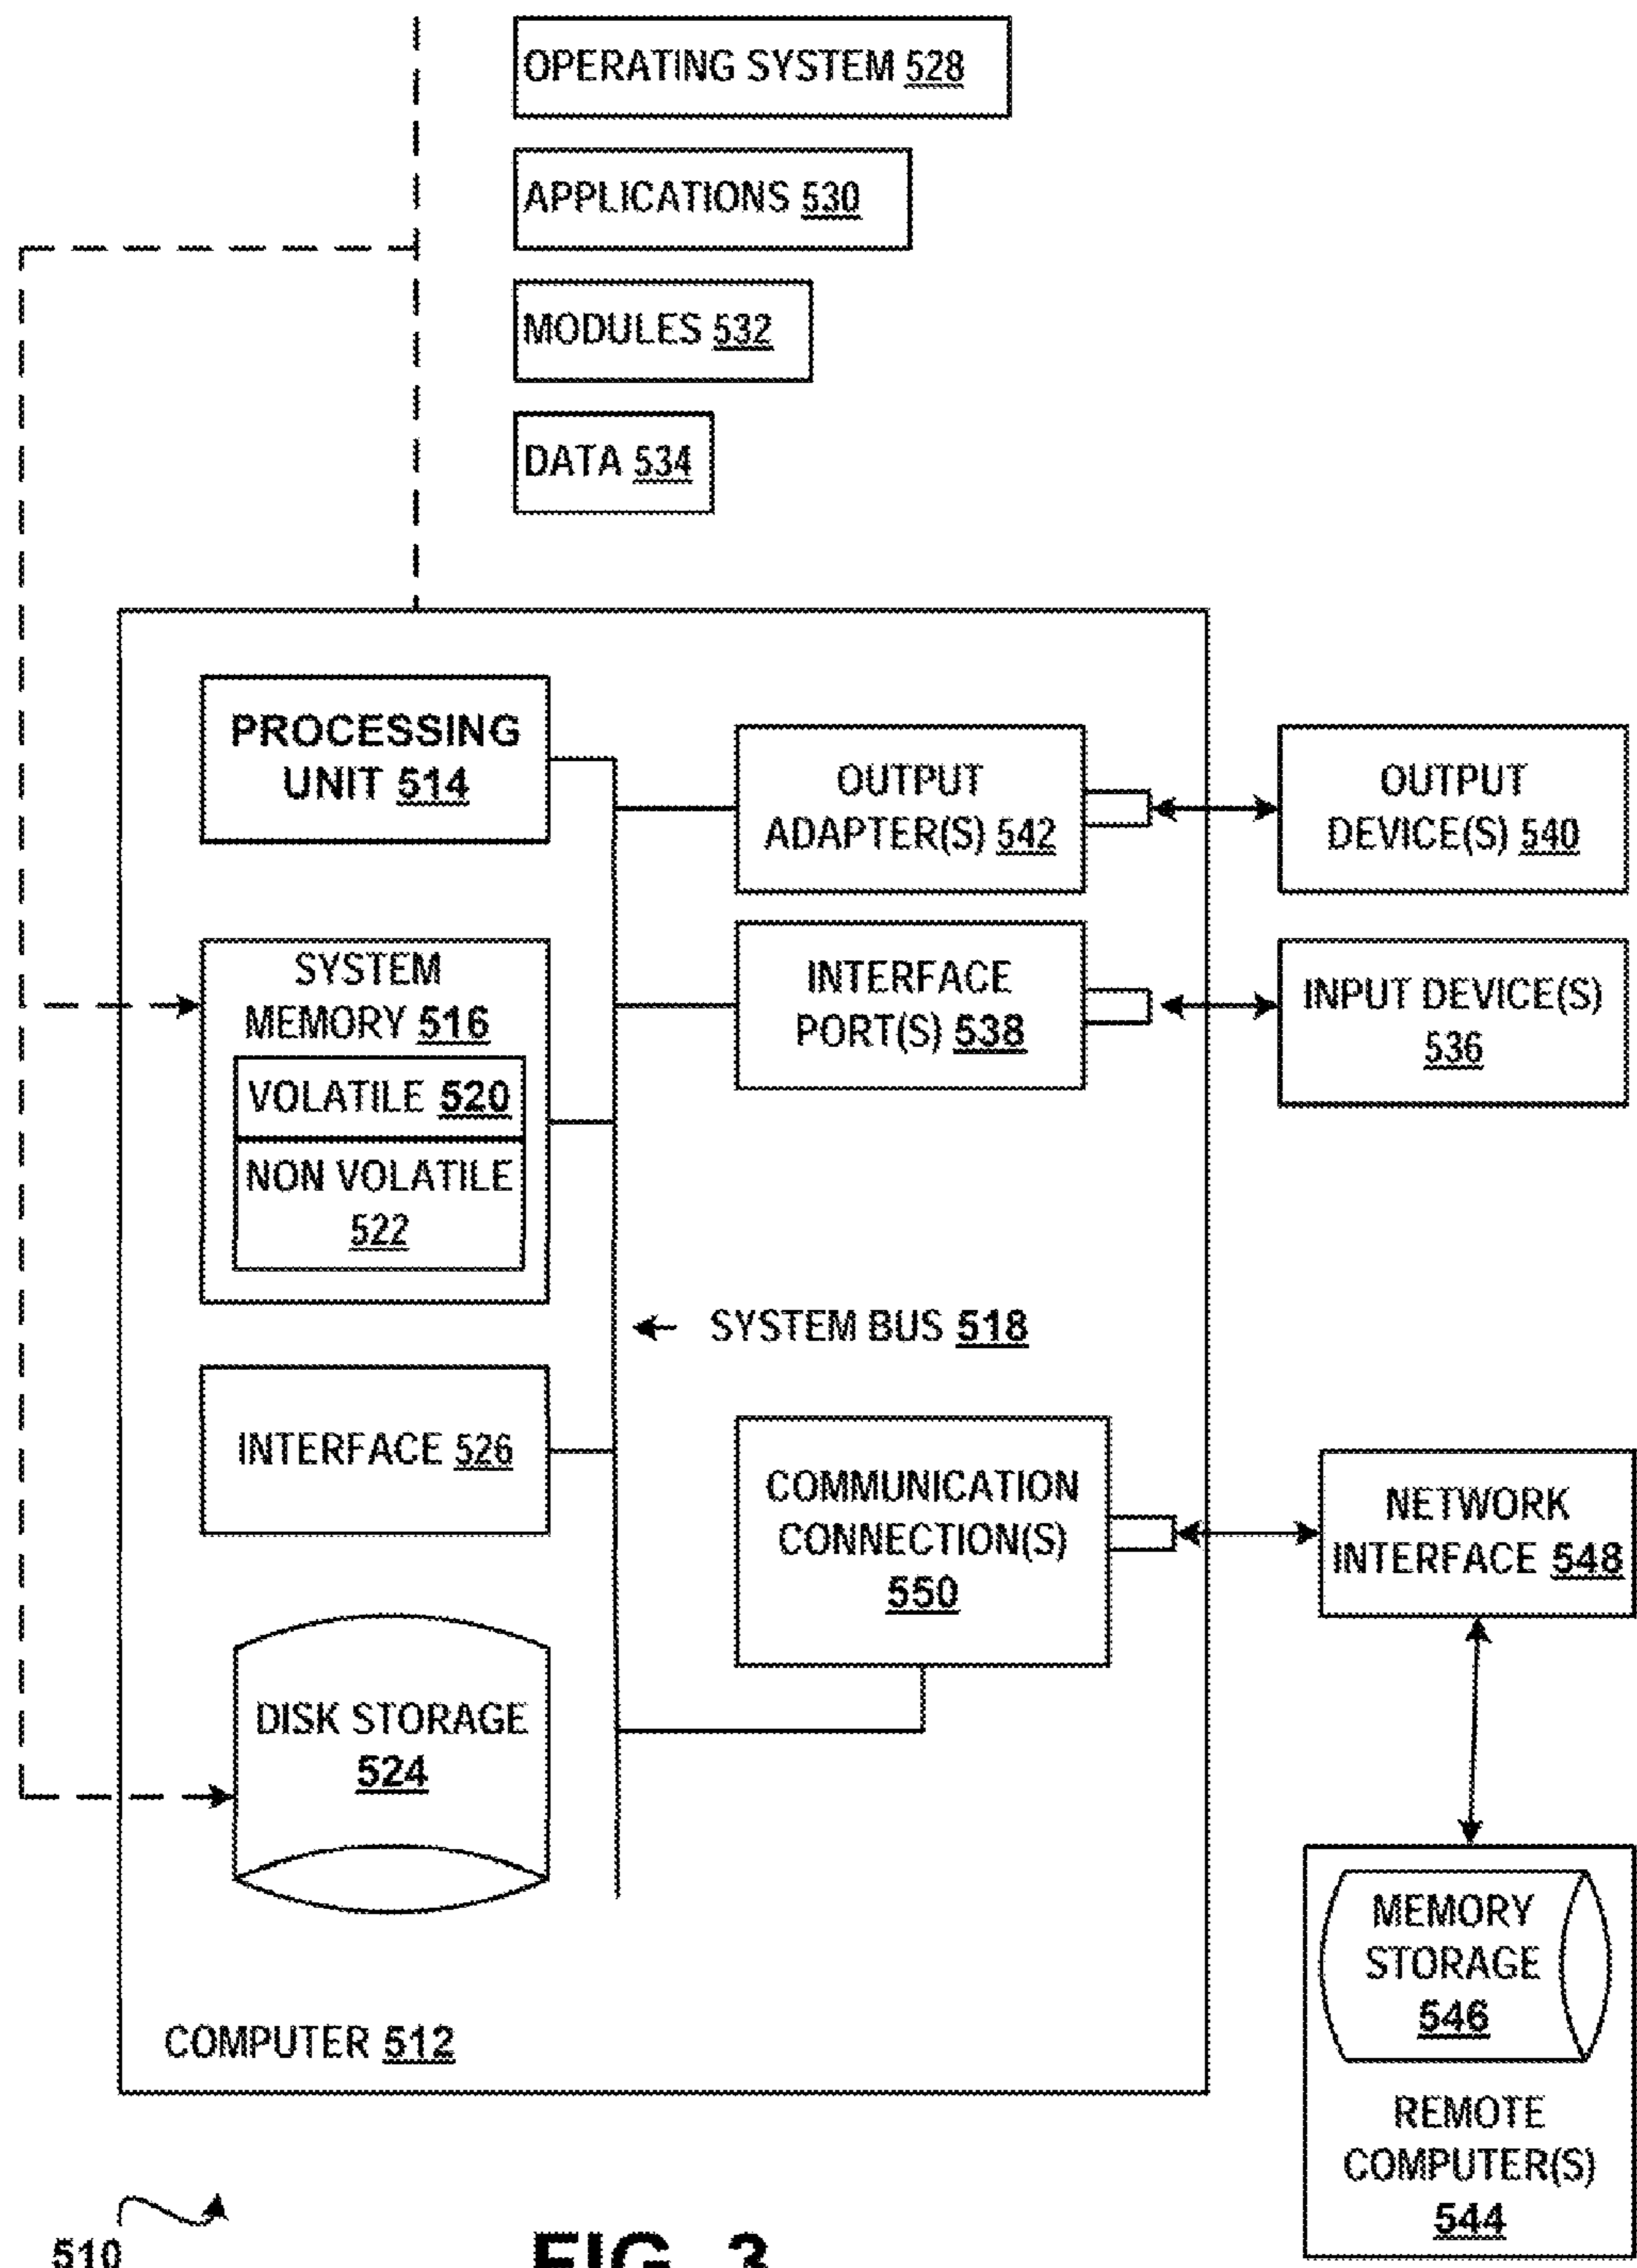 OPERATING SYSTEM 528
APPLICATIONS 530
MODULES 532
DATA 534
PROCESSING
UNIT 514
OUTPUT
ADAPTER(S) 542
OUTPUT
DEVICE(S) 540
SYSTEM
MEMORY 516
VOLATILE 520
NON VOLATILE
522
INTERFACE
PORT(S) 538
INPUT DEVICE(S)
536
SYSTEM BUS 518
INTERFACE 526
COMMUNICATION
CONNECTION(S)
550
NETWORK
INTERFACE 548
DISK STORAGE
524
MEMORY
STORAGE
546
REMOTE
COMPUTER(S)
544
COMPUTER 512
510
FIG. 3